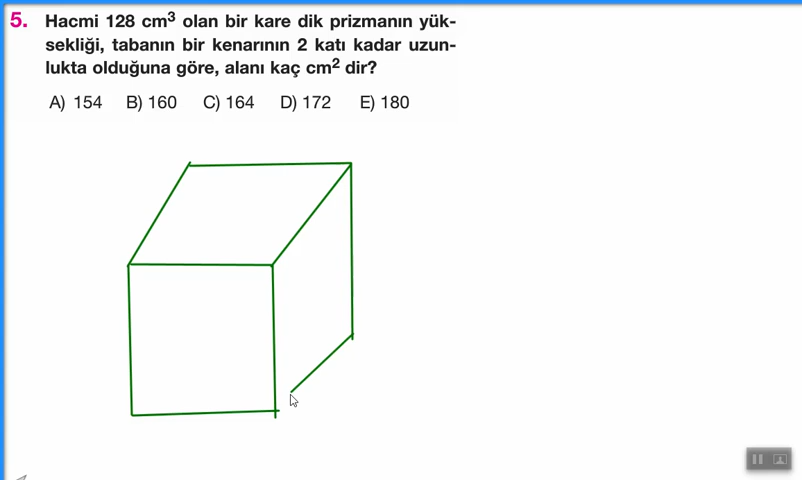 5. Hacmi 128 cm³ olan bir kare dik prizmanın yük-
sekliği, tabanın bir kenarının 2 katı kadar uzun-
lukta olduğuna göre, alanı kaç cm² dir?
A) 154 B) 160 C) 164 D) 172 E) 180